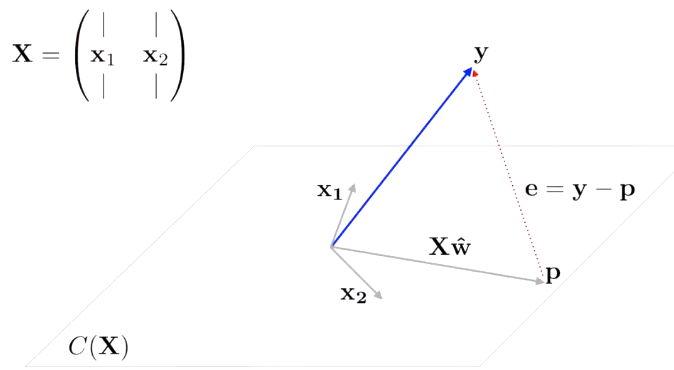 X = ( | | x₁ x₂ | | )
y
x₁
e = y − p
Xŵ
p
x₂
C(X)